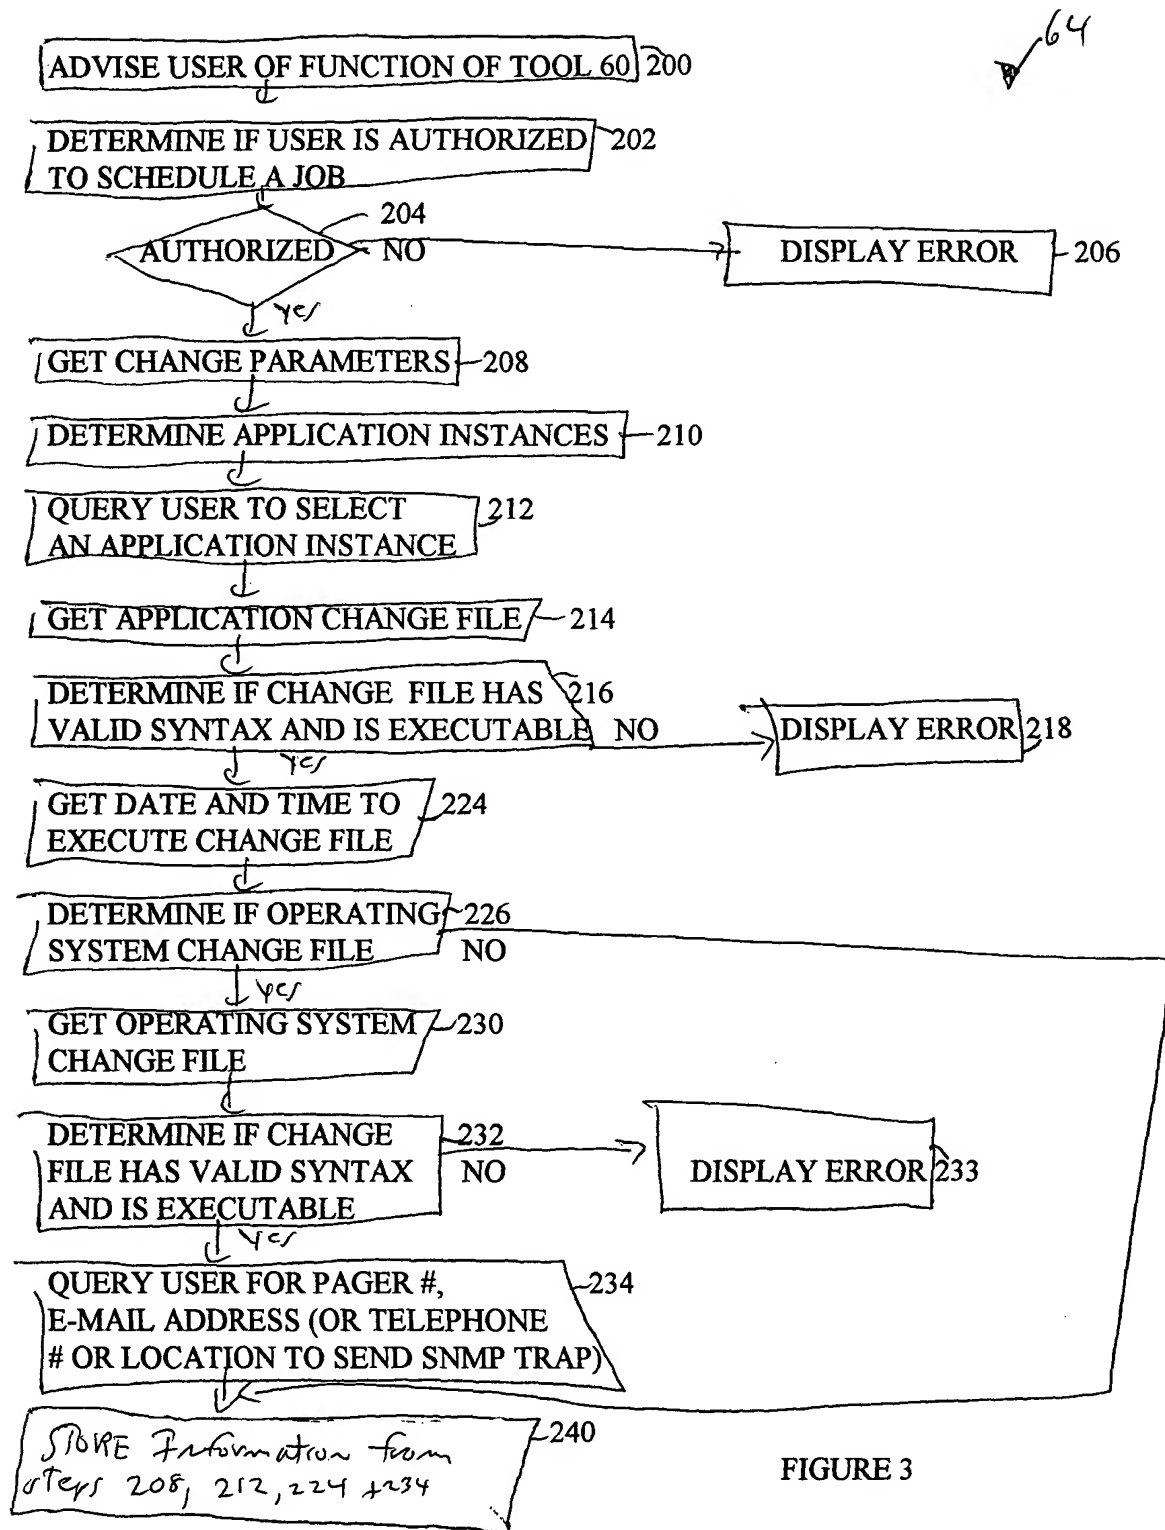 64
ADVISE USER OF FUNCTION OF TOOL 60 200
DETERMINE IF USER IS AUTHORIZED 202
TO SCHEDULE A JOB
204
AUTHORIZED NO
DISPLAY ERROR 206
yes
GET CHANGE PARAMETERS 208
DETERMINE APPLICATION INSTANCES 210
QUERY USER TO SELECT 212
AN APPLICATION INSTANCE
GET APPLICATION CHANGE FILE 214
DETERMINE IF CHANGE FILE HAS 216
VALID SYNTAX AND IS EXECUTABLE NO
DISPLAY ERROR 218
yes
GET DATE AND TIME TO 224
EXECUTE CHANGE FILE
DETERMINE IF OPERATING 226
SYSTEM CHANGE FILE NO
yes
GET OPERATING SYSTEM 230
CHANGE FILE
DETERMINE IF CHANGE 232
FILE HAS VALID SYNTAX NO
AND IS EXECUTABLE
DISPLAY ERROR 233
yes
QUERY USER FOR PAGER #, 234
E-MAIL ADDRESS (OR TELEPHONE
# OR LOCATION TO SEND SNMP TRAP)
STORE Information from 240
steps 208, 212, 224 +234
FIGURE 3